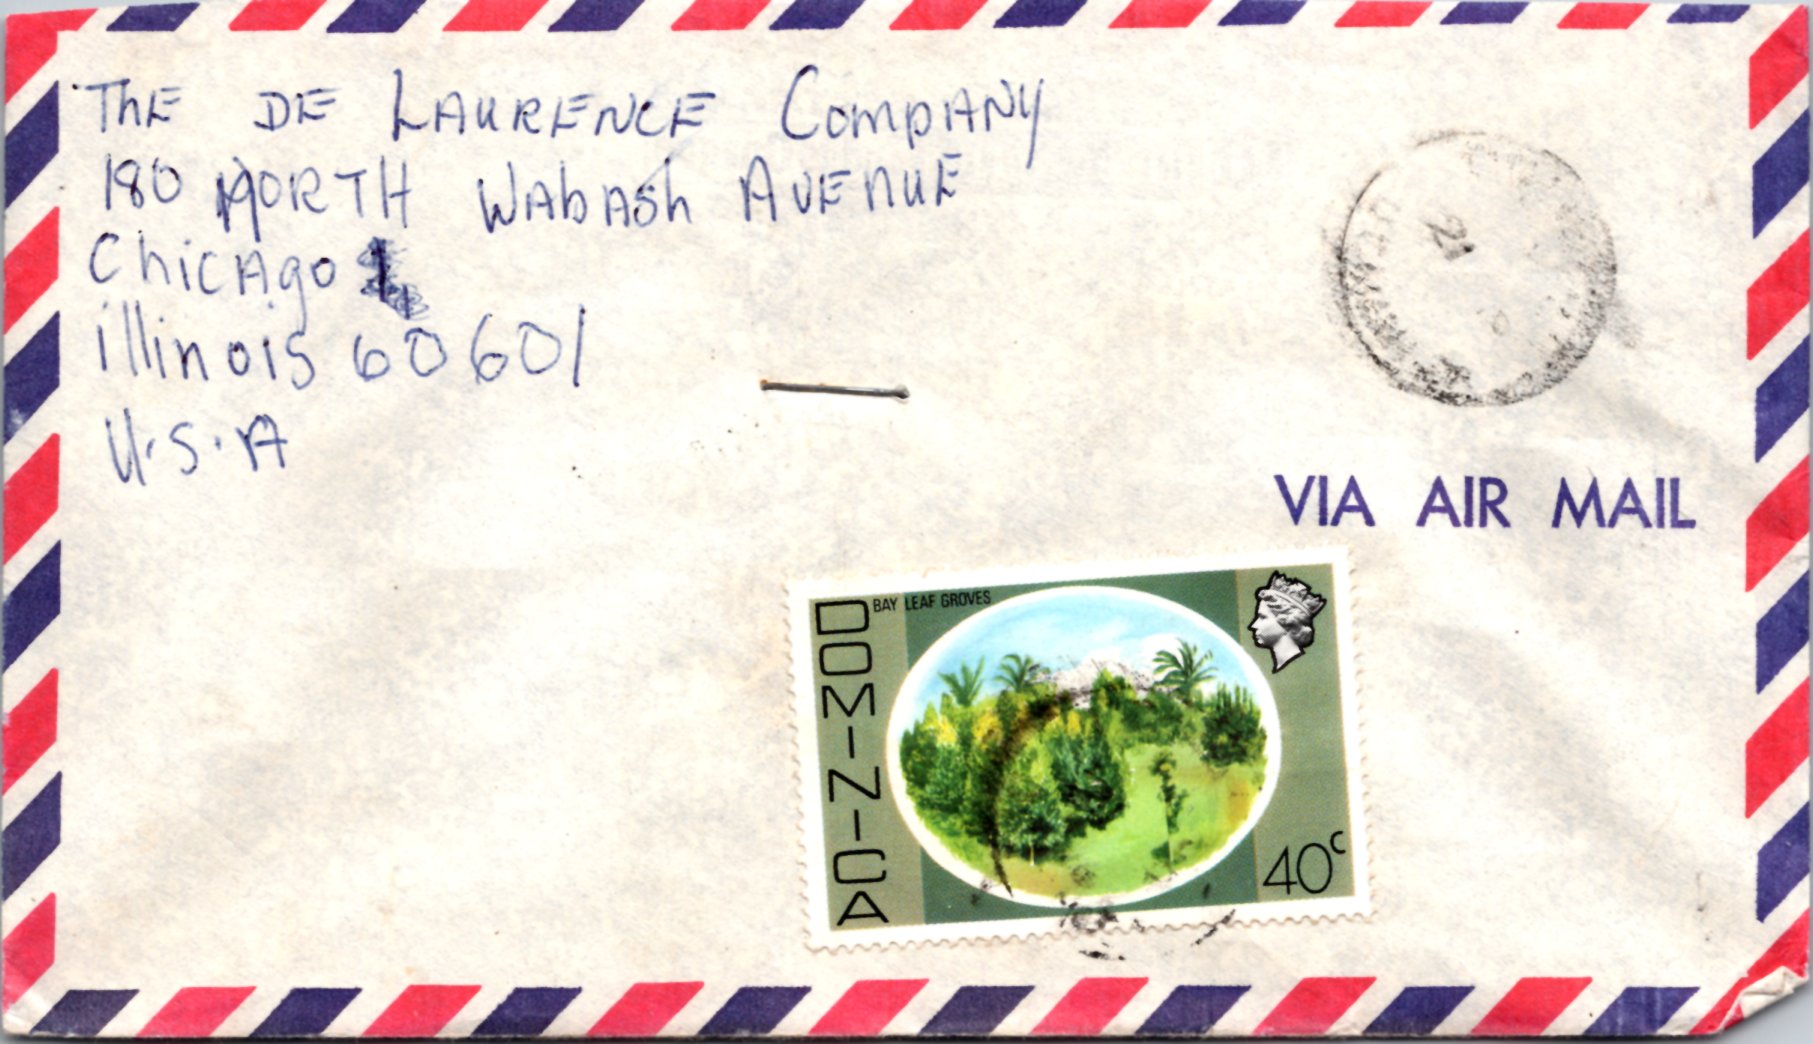 ThE DE LAURENCE COmpANY
180 NORTH WAbASh AVEnUE
ChicAgo
illinois 60601
U.S.A
VIA AIR MAIL
BAY LEAF GROVES
DOMINICA
40c